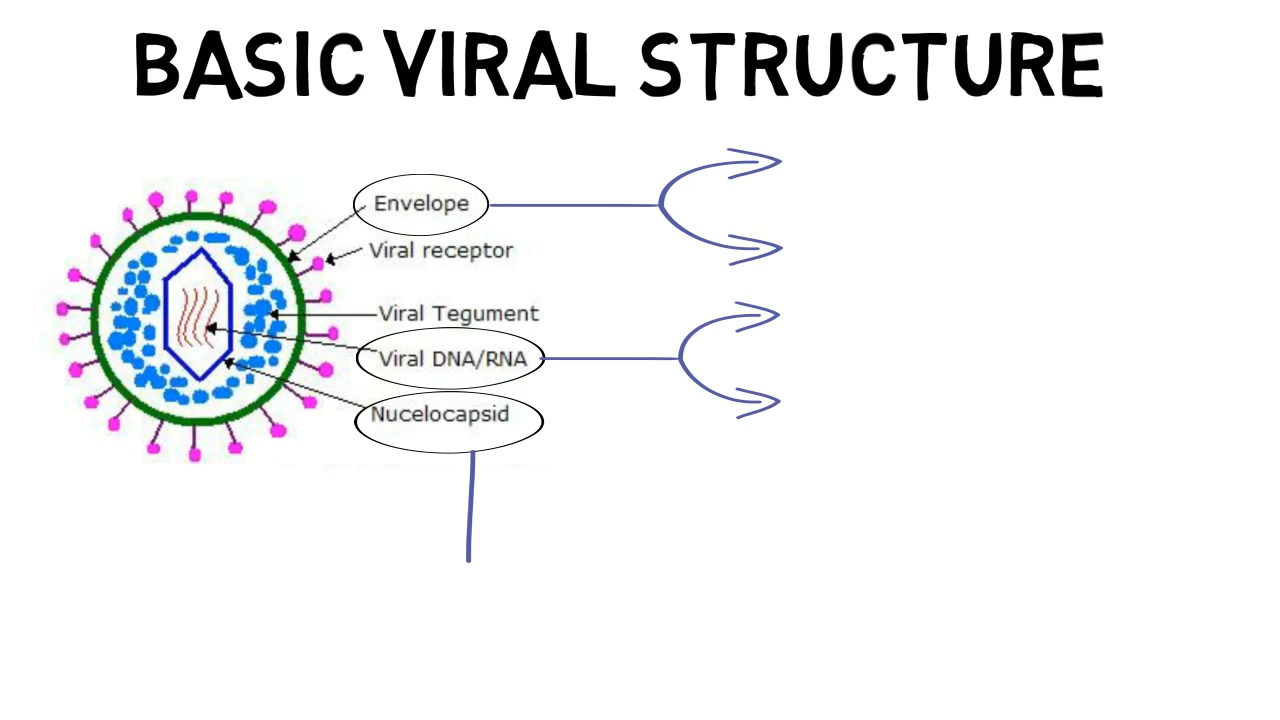 BASIC VIRAL STRUCTURE
Envelope
Viral receptor
Viral Tegument
Viral DNA/RNA
Nucelocapsid